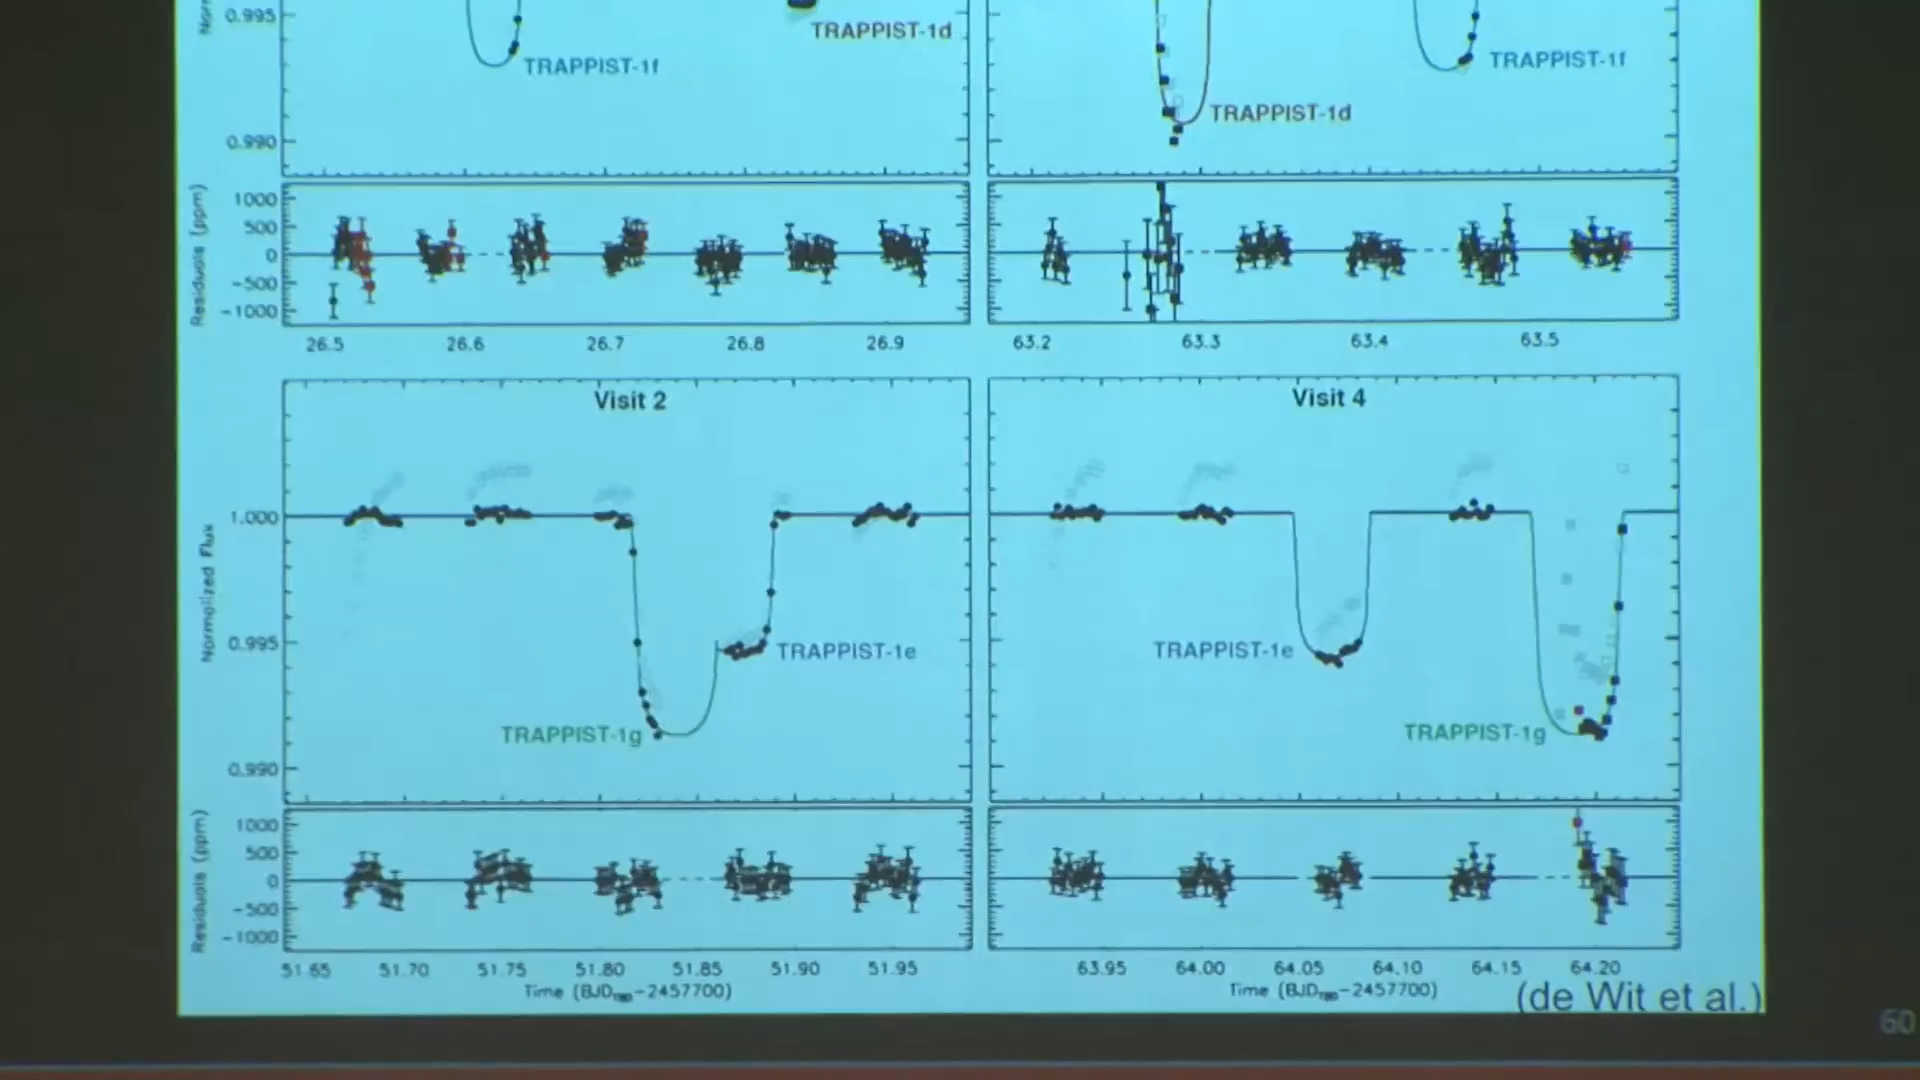 0.995
TRAPPIST-1d
TRAPPIST-1f
TRAPPIST-1f
TRAPPIST-1d
0.990
Residuals (ppm)
1000
500
0
-500
-1000
26.5 26.6 26.7 26.8 26.9
63.2 63.3 63.4 63.5
Visit 2
Visit 4
Normalized Flux
1.000
0.995
0.990
TRAPPIST-1e
TRAPPIST-1g
TRAPPIST-1e
TRAPPIST-1g
Residuals (ppm)
1000
500
0
-500
-1000
51.65 51.70 51.75 51.80 51.85 51.90 51.95
63.95 64.00 64.05 64.10 64.15 64.20
Time (BJD TBD-2457700)
Time (BJD TBD-2457700)
(de Wit et al.)
60